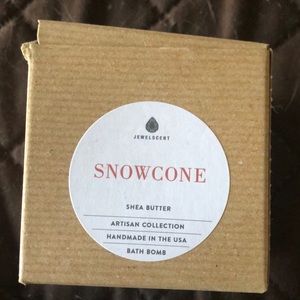 JEWELSCENT
SNOWCONE
SHEA BUTTER
ARTISAN COLLECTION
HANDMADE IN THE USA
BATH BOMB